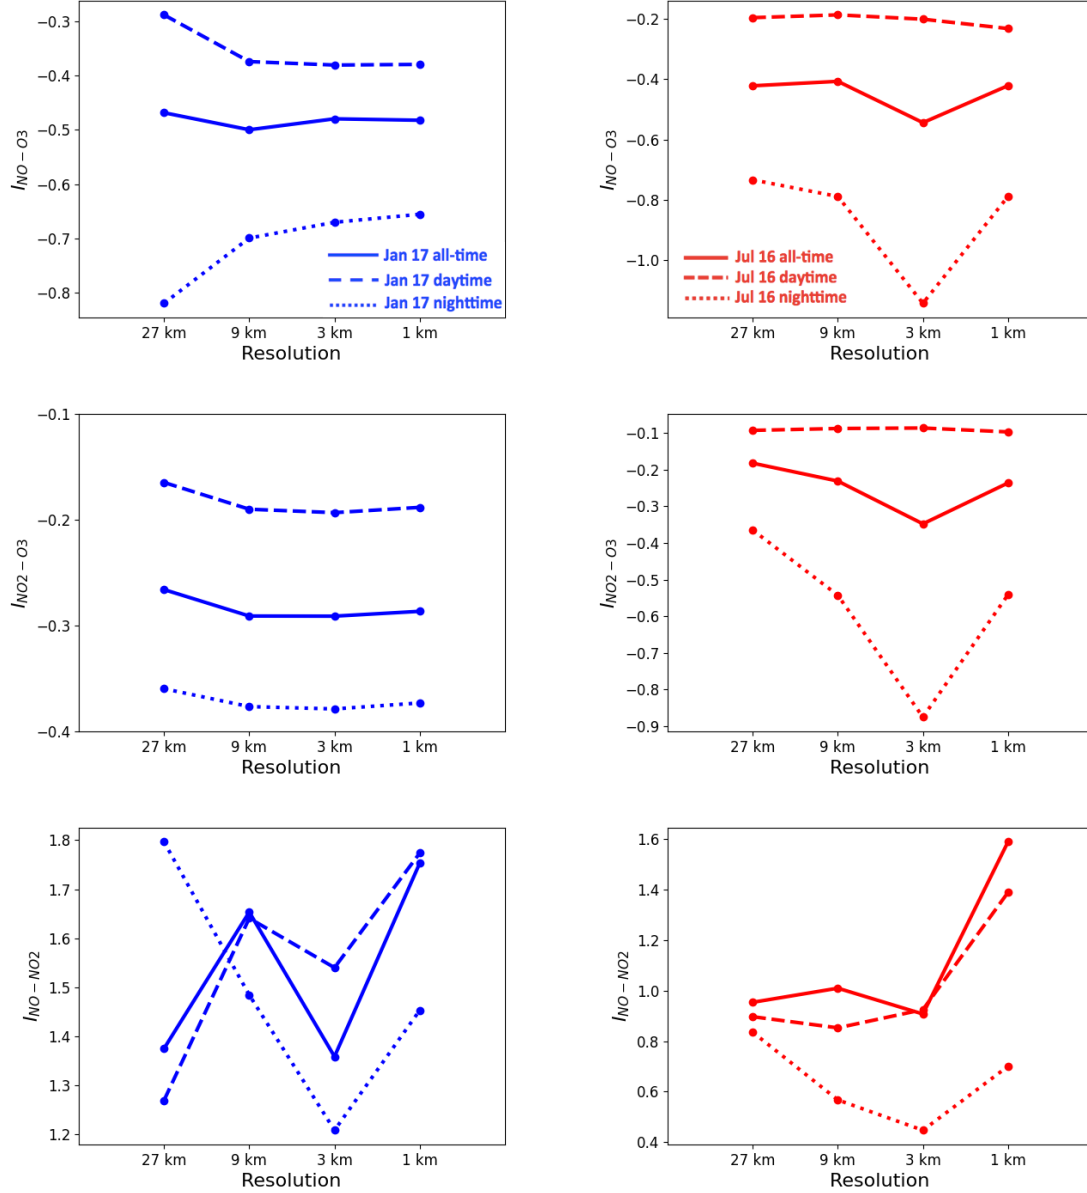 −0.3
−0.4
−0.5
−0.6
−0.7
−0.8
I_{NO−O3}
Jan 17 all-time
Jan 17 daytime
Jan 17 nighttime
27 km 9 km 3 km 1 km
Resolution
−0.2
−0.4
−0.6
−0.8
−1.0
I_{NO−O3}
Jul 16 all-time
Jul 16 daytime
Jul 16 nighttime
27 km 9 km 3 km 1 km
Resolution
−0.1
−0.2
−0.3
−0.4
I_{NO2−O3}
27 km 9 km 3 km 1 km
Resolution
−0.1
−0.2
−0.3
−0.4
−0.5
−0.6
−0.7
−0.8
−0.9
I_{NO2−O3}
27 km 9 km 3 km 1 km
Resolution
1.8
1.7
1.6
1.5
1.4
1.3
1.2
I_{NO−NO2}
27 km 9 km 3 km 1 km
Resolution
1.6
1.4
1.2
1.0
0.8
0.6
0.4
I_{NO−NO2}
27 km 9 km 3 km 1 km
Resolution